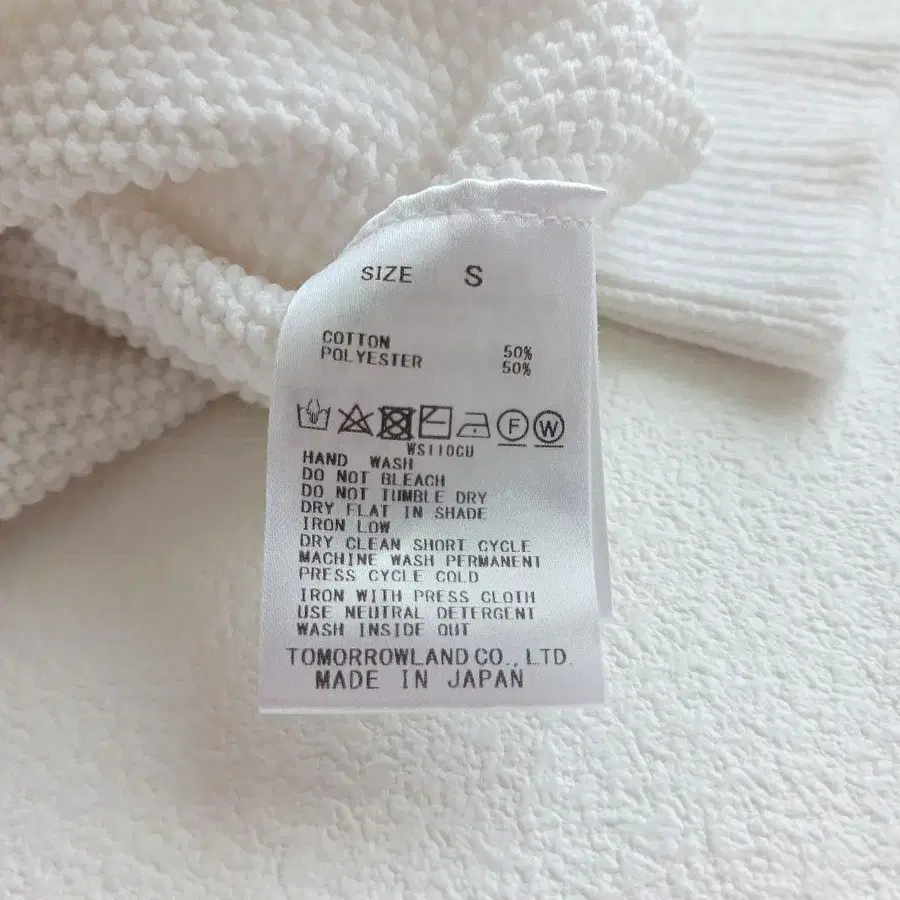 SIZE S
COTTON 50%
POLYESTER 50%
F W
WS110CU
HAND WASH
DO NOT BLEACH
DO NOT TUMBLE DRY
DRY FLAT IN SHADE
IRON LOW
DRY CLEAN SHORT CYCLE
MACHINE WASH PERMANENT
PRESS CYCLE COLD
IRON WITH PRESS CLOTH
USE NEUTRAL DETERGENT
WASH INSIDE OUT
TOMORROWLAND CO., LTD.
MADE IN JAPAN